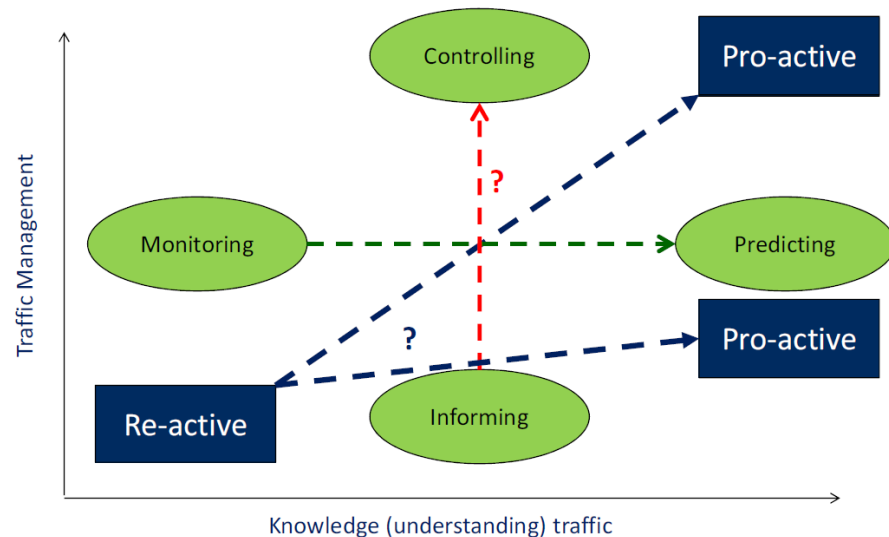 Controlling
Pro-active
?
Traffic Management
Monitoring
Predicting
?
Pro-active
Re-active
Informing
Knowledge (understanding) traffic